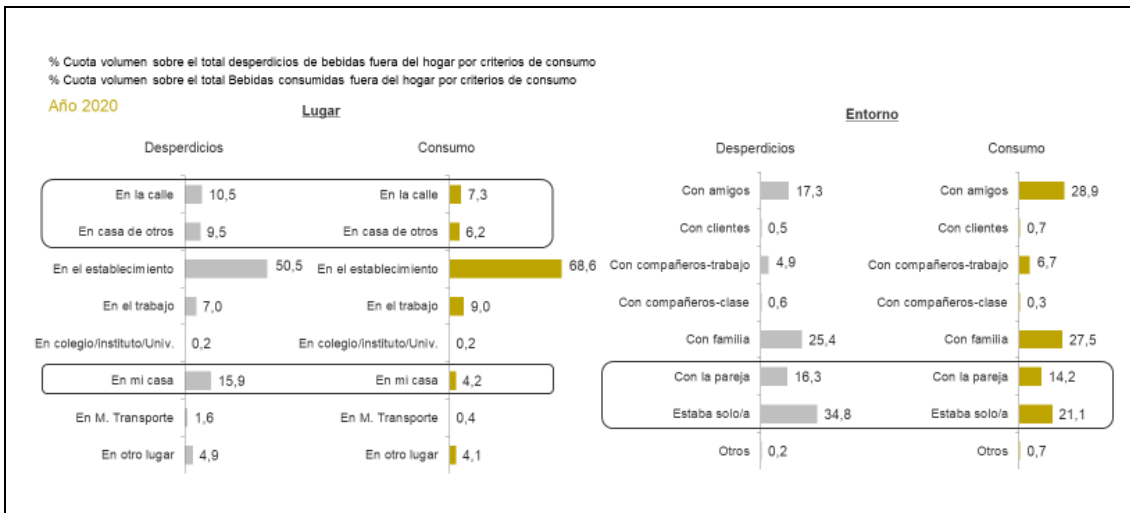 % Cuota volumen sobre el total desperdicios de bebidas fuera del hogar por criterios de consumo
% Cuota volumen sobre el total Bebidas consumidas fuera del hogar por criterios de consumo
Año 2020
Lugar
Desperdicios
Consumo
En la calle 10,5 En la calle 7,3
En casa de otros 9,5 En casa de otros 6,2
En el establecimiento 50,5 En el establecimiento 68,6
En el trabajo 7,0 En el trabajo 9,0
En colegio/instituto/Univ. 0,2 En colegio/instituto/Univ. 0,2
En mi casa 15,9 En mi casa 4,2
En M. Transporte 1,6 En M. Transporte 0,4
En otro lugar 4,9 En otro lugar 4,1
Entorno
Desperdicios
Consumo
Con amigos 17,3 Con amigos 28,9
Con clientes 0,5 Con clientes 0,7
Con compañeros-trabajo 4,9 Con compañeros-trabajo 6,7
Con compañeros-clase 0,6 Con compañeros-clase 0,3
Con familia 25,4 Con familia 27,5
Con la pareja 16,3 Con la pareja 14,2
Estaba solo/a 34,8 Estaba solo/a 21,1
Otros 0,2 Otros 0,7